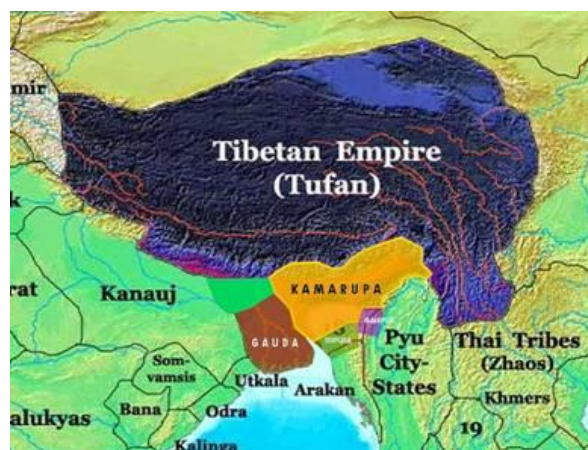 mir
Tibetan Empire
(Tufan)
k
rat
Kanauj
KAMARUPA
GAUDA
Pyu
City-
States
Thai Tribes
(Zhaos)
Som-
vamsis
Utkala
Arakan
Khmers
Bana
Odra
alukyas
Kalinga
19